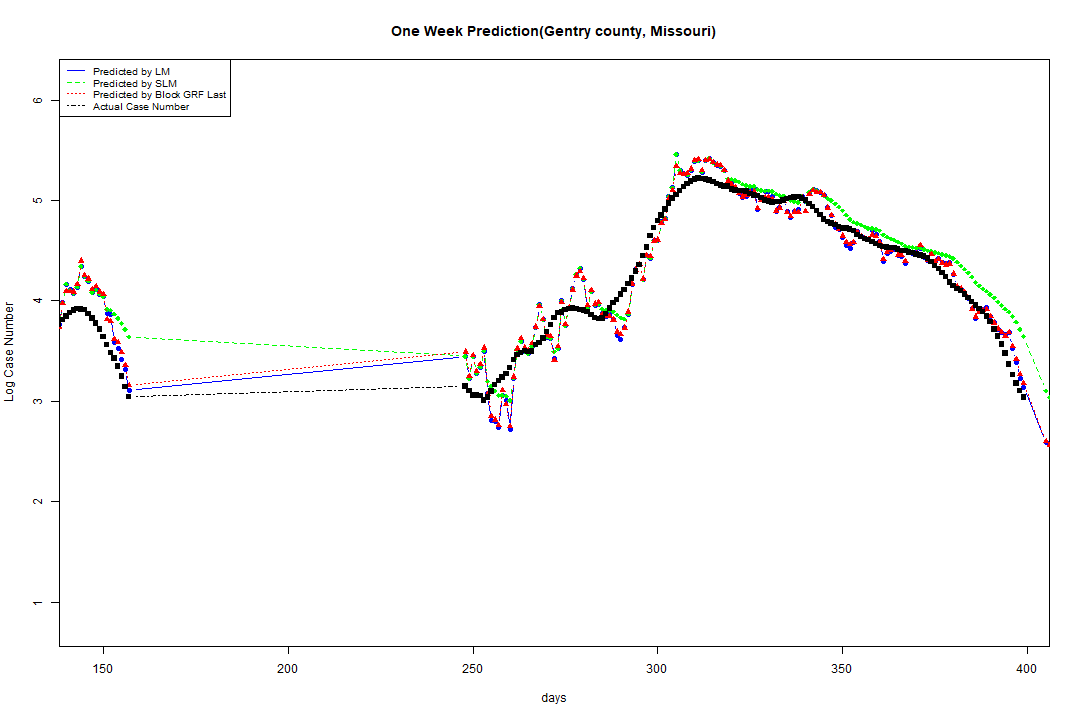 One Week Prediction(Gentry county, Missouri)
Predicted by LM
Predicted by SLM
Predicted by Block GRF Last
Actual Case Number
Log Case Number
6
5
4
3
2
1
150 200 250 300 350 400
days